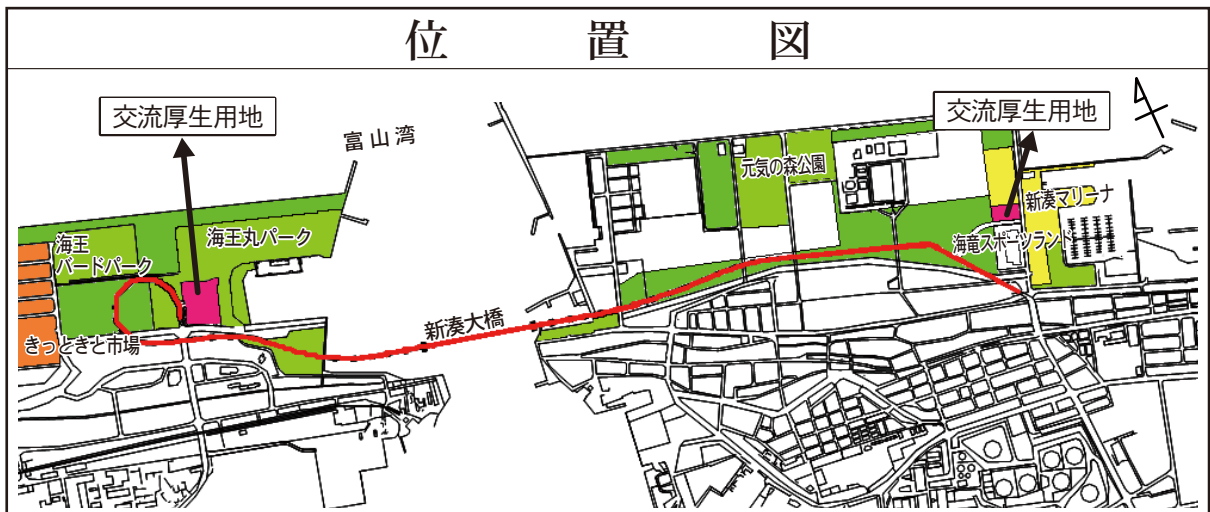 位置図
交流厚生用地
富山湾
交流厚生用地
元気の森公園
新湊マリーナ
海王丸パーク
海竜スポーツランド
海王
バードパーク
新湊大橋
きっときと市場